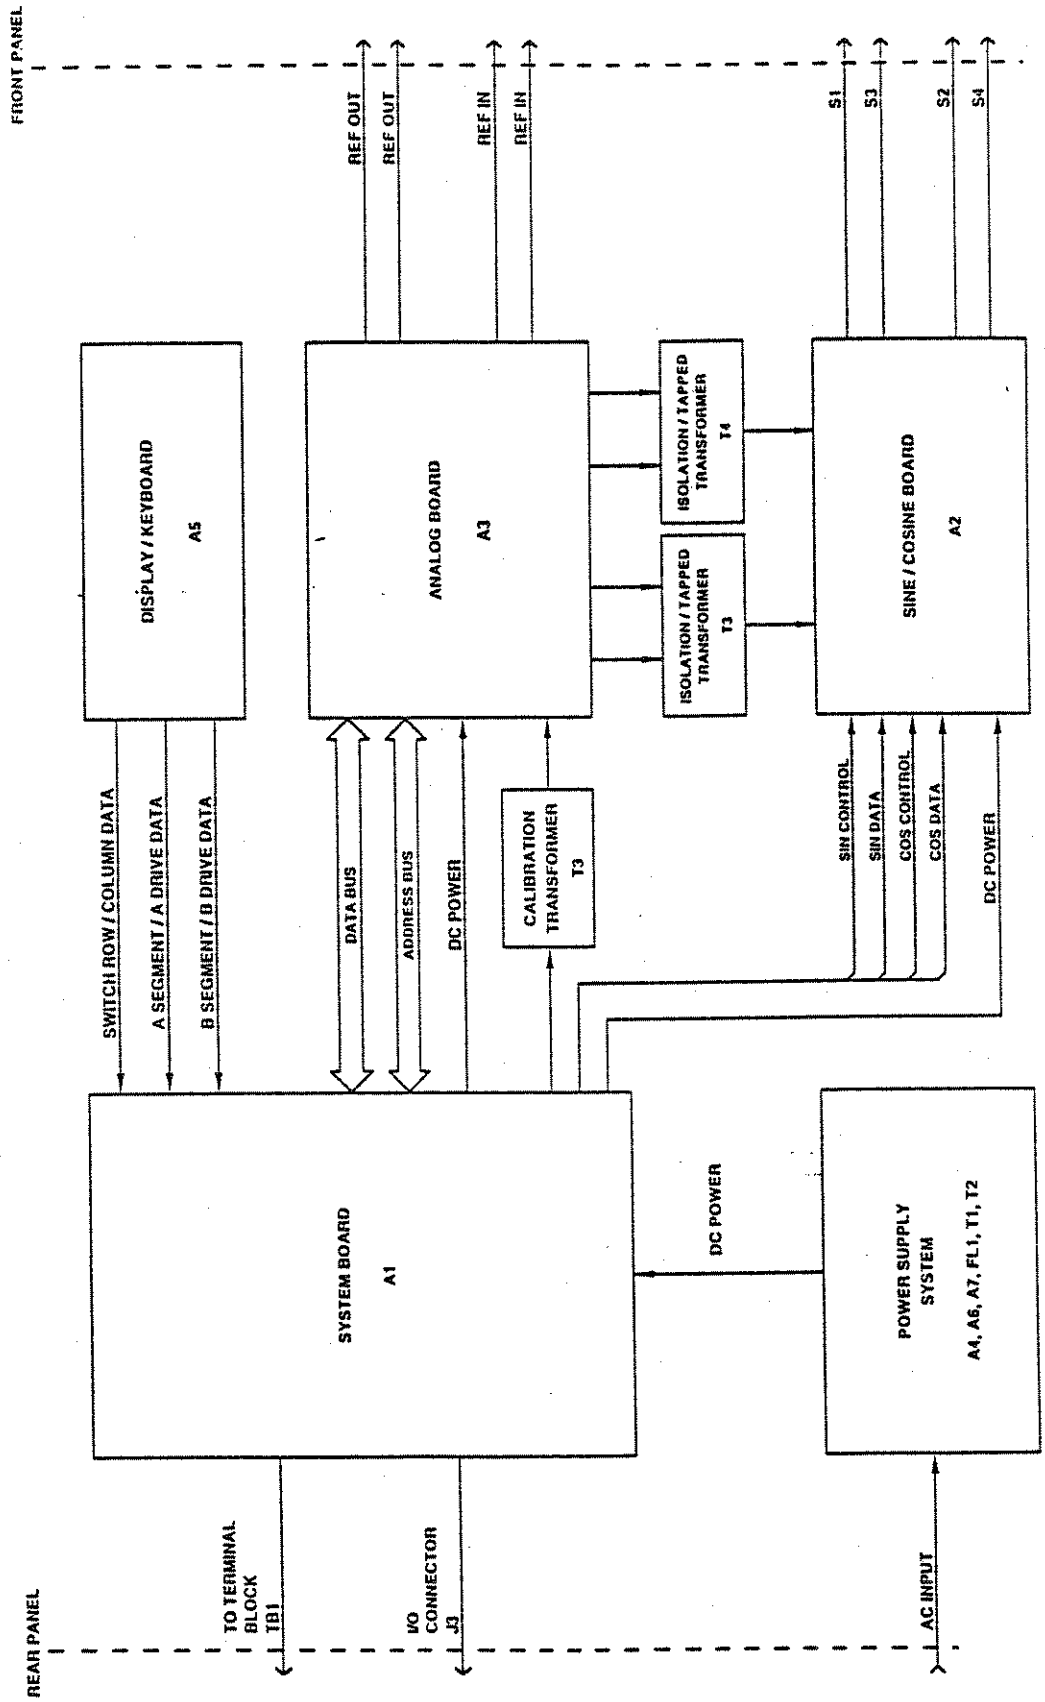 REAR PANEL
FRONT PANEL
SWITCH ROW / COLUMN DATA
A SEGMENT / A DRIVE DATA
B SEGMENT / B DRIVE DATA
DISPLAY / KEYBOARD
A5
TO TERMINAL
BLOCK
TB1
I/O
CONNECTOR
J3
SYSTEM BOARD
A1
DATA BUS
ADDRESS BUS
DC POWER
CALIBRATION
TRANSFORMER
T3
ANALOG BOARD
A3
REF OUT
REF OUT
REF IN
REF IN
ISOLATION / TAPPED
TRANSFORMER
T3
ISOLATION / TAPPED
TRANSFORMER
T4
AC INPUT
POWER SUPPLY
SYSTEM
A4, A6, A7, FL1, T1, T2
DC POWER
SIN CONTROL
SIN DATA
COS CONTROL
COS DATA
DC POWER
SINE / COSINE BOARD
A2
S1
S3
S2
S4